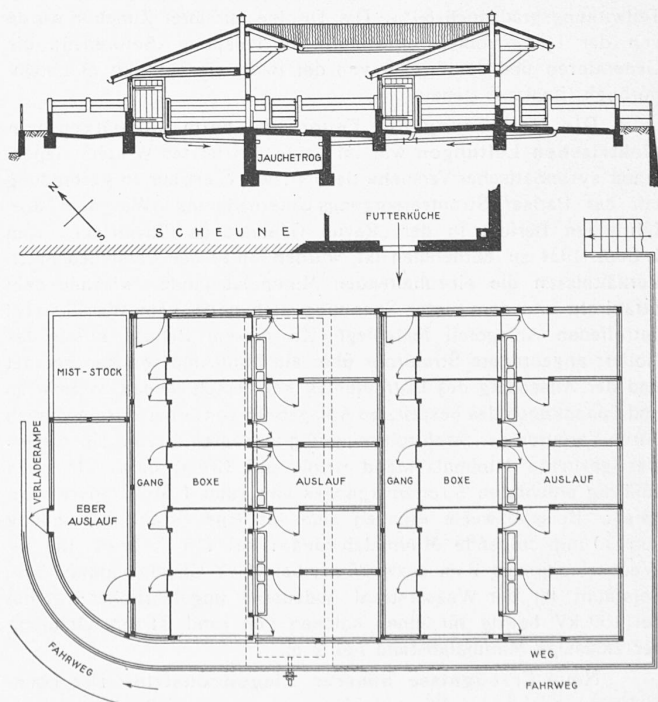 JAUCHETROG
N
S
SCHEUNE
FUTTERKÜCHE
MIST-STOCK
VERLADERAMPE
EBER
AUSLAUF
GANG
BOXE
AUSLAUF
GANG
BOXE
AUSLAUF
WEG
FAHRWEG
FAHRWEG